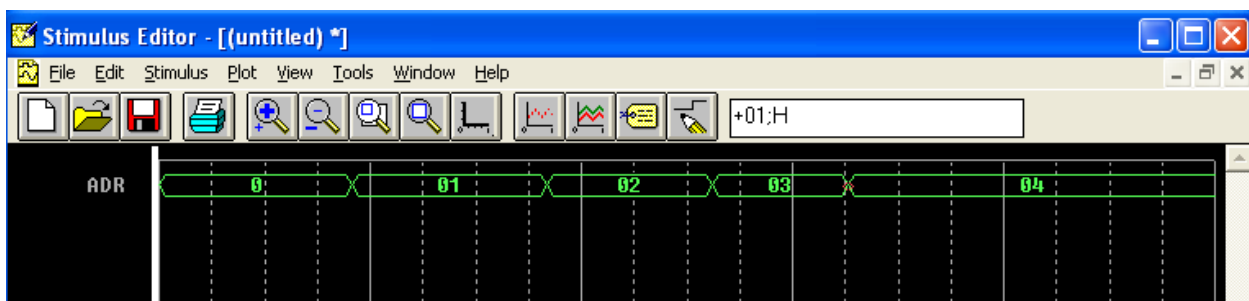 Stimulus Editor - [(untitled) *]
File Edit Stimulus Plot View Tools Window Help
+01;H
ADR 0 01 02 03 04